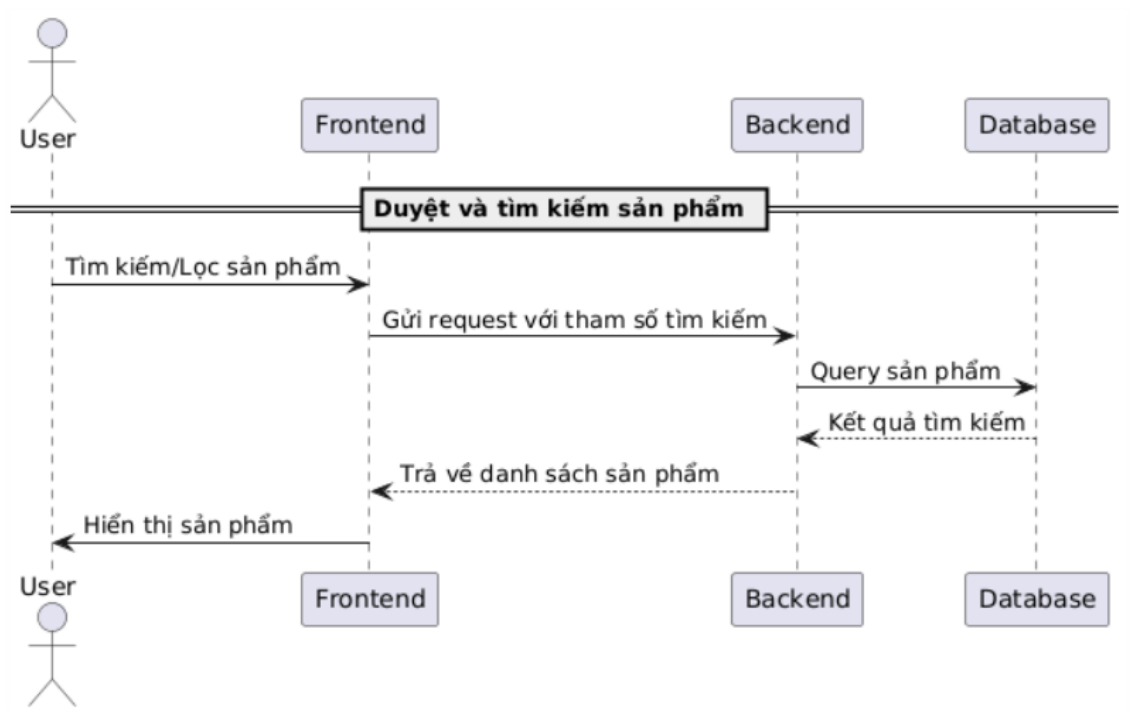 User
Frontend
Backend
Database
Duyệt và tìm kiếm sản phẩm
Tìm kiếm/Lọc sản phẩm
Gửi request với tham số tìm kiếm
Query sản phẩm
Kết quả tìm kiếm
Trả về danh sách sản phẩm
Hiển thị sản phẩm
User
Frontend
Backend
Database